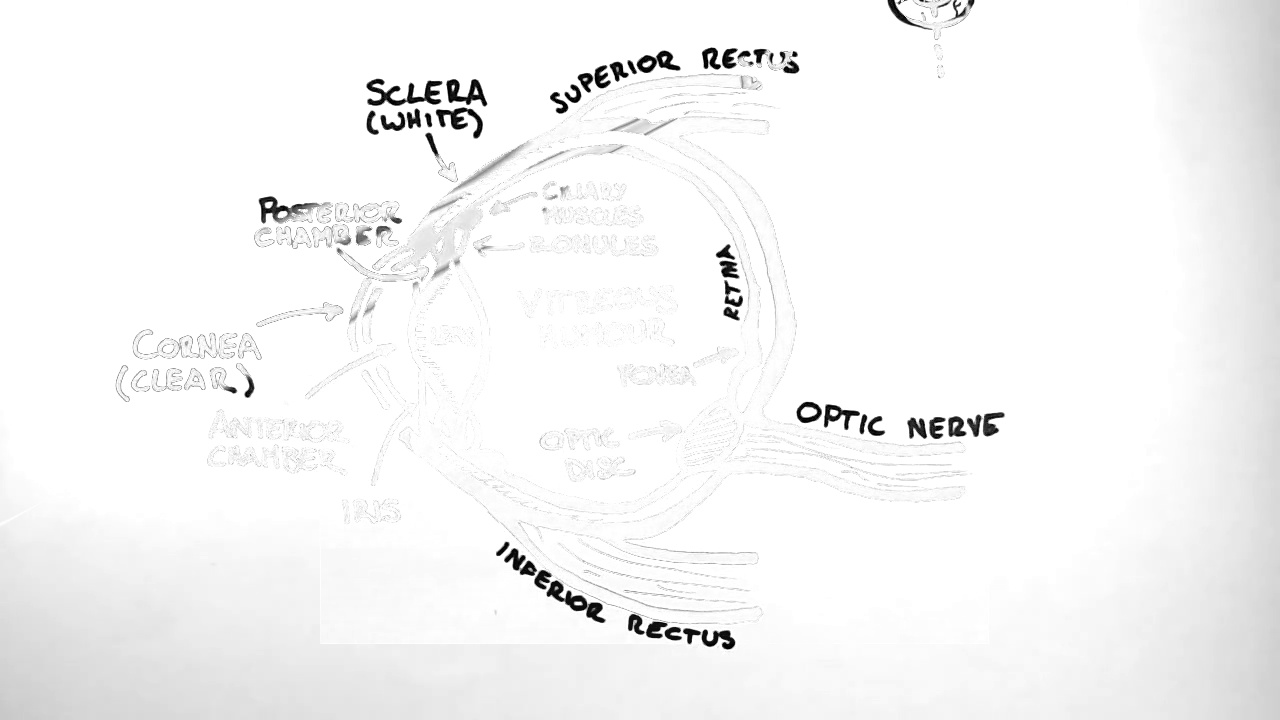 SUPERIOR RECTUS
SCLERA
(WHITE)
CILIARY
MUSCLES
ZONULES
POSTERIOR
CHAMBER
RETINA
VITREOUS
HUMOUR
LENS
CORNEA
(CLEAR)
FOVEA
OPTIC NERVE
ANTERIOR
CHAMBER
OPTIC
DISC
IRIS
INFERIOR RECTUS